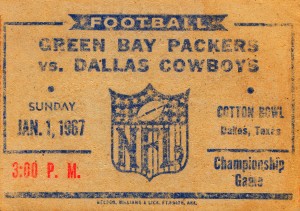 FOOTBALL
GREEN BAY PACKERS
vs. DALLAS COWBOYS
SUNDAY
JAN. 1, 1967
3:00 P. M.
NFL
COTTON BOWL
Dallas, Texas
Championship
Game